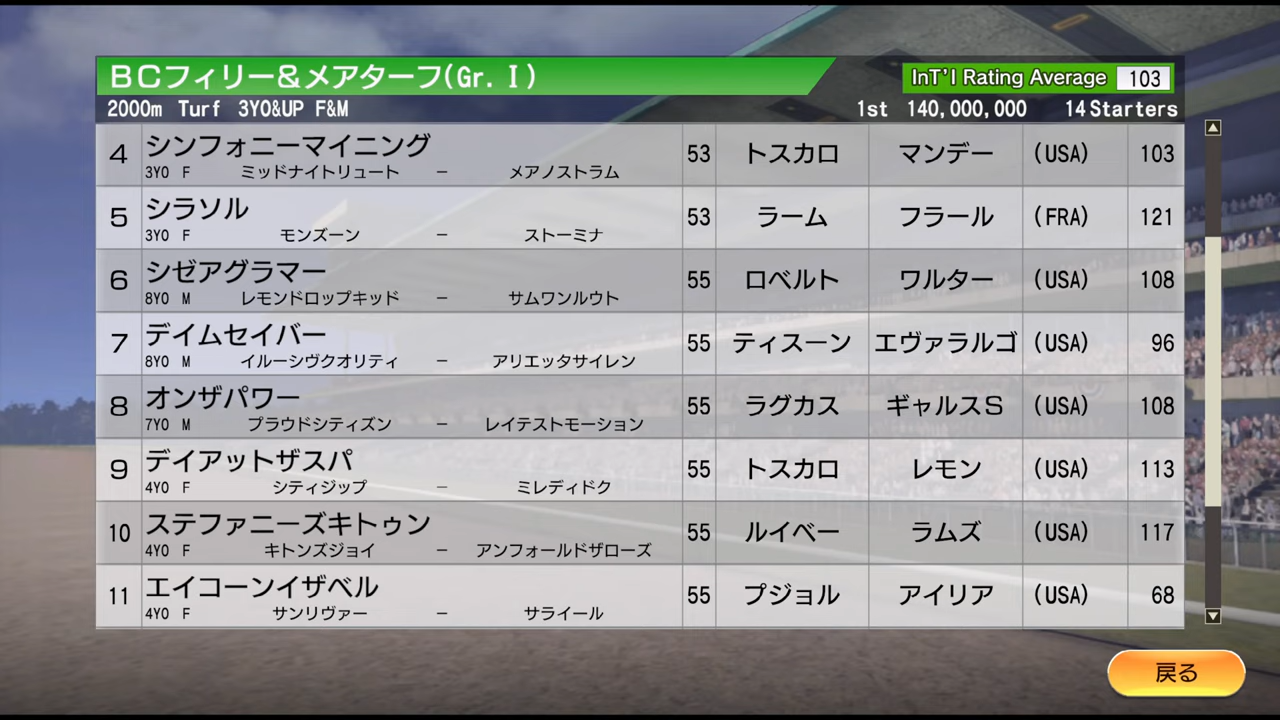 BCフィリー&メアターフ(Gr. I)
InT'l Rating Average 103
2000m Turf 3YO&UP F&M 1st 140,000,000 14Starters
4 シンフォニーマイニング 53 トスカロ マンデー (USA) 103
3YO F ミッドナイトリュート － メアノストラム
5 シラソル 53 ラーム フラール (FRA) 121
3YO F モンズーン － ストーミナ
6 シゼアグラマー 55 ロベルト ワルター (USA) 108
8YO M レモンドロップキッド － サムワンルウト
7 デイムセイバー 55 ティスーン エヴァラルゴ (USA) 96
8YO M イルーシヴクオリティ － アリエッタサイレン
8 オンザパワー 55 ラグカス ギャルスS (USA) 108
7YO M プラウドシティズン － レイテストモーション
9 デイアットザスパ 55 トスカロ レモン (USA) 113
4YO F シティジップ － ミレディドク
10 ステファニーズキトゥン 55 ルイベー ラムズ (USA) 117
4YO F キトンズジョイ － アンフォールドザローズ
11 エイコーンイザベル 55 プジョル アイリア (USA) 68
4YO F サンリヴァー － サライール
戻る